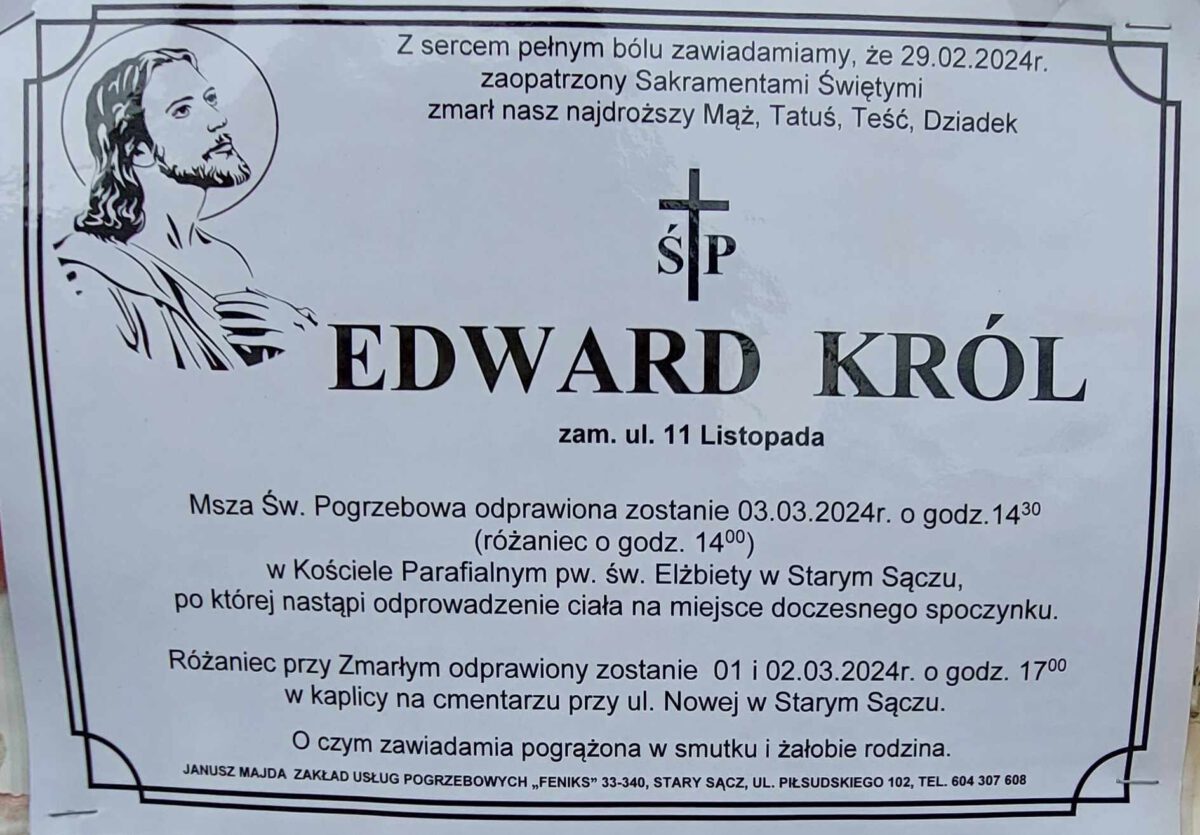 Z sercem pełnym bólu zawiadamiamy, że 29.02.2024r.
zaopatrzony Sakramentami Świętymi
zmarł nasz najdroższy Mąż, Tatuś, Teść, Dziadek
Ś P
EDWARD KRÓL
zam. ul. 11 Listopada
Msza Św. Pogrzebowa odprawiona zostanie 03.03.2024r. o godz.14³⁰
(różaniec o godz. 14⁰⁰)
w Kościele Parafialnym pw. św. Elżbiety w Starym Sączu,
po której nastąpi odprowadzenie ciała na miejsce doczesnego spoczynku.
Różaniec przy Zmarłym odprawiony zostanie 01 i 02.03.2024r. o godz. 17⁰⁰
w kaplicy na cmentarzu przy ul. Nowej w Starym Sączu.
O czym zawiadamia pogrążona w smutku i żałobie rodzina.
JANUSZ MAJDA ZAKŁAD USŁUG POGRZEBOWYCH „FENIKS” 33-340, STARY SĄCZ, UL. PIŁSUDSKIEGO 102, TEL. 604 307 608